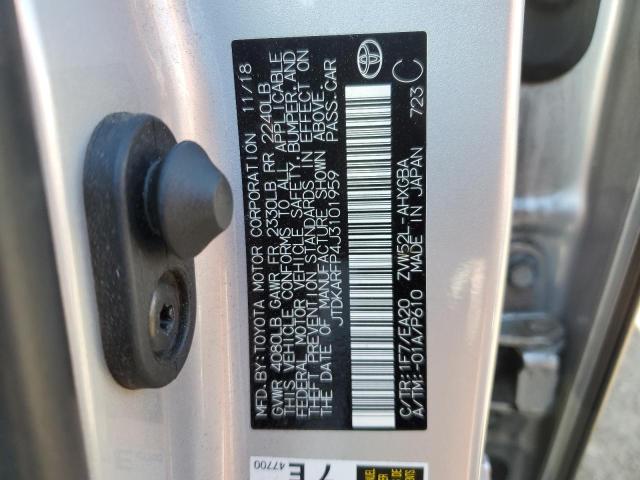 MFD.BY:TOYOTA MOTOR CORPORATION 11/18
GVWR 4080LB GAWR FR 2330LB RR 2240LB
THIS VEHICLE CONFORMS TO ALL APPLICABLE
FEDERAL MOTOR VEHICLE SAFETY, BUMPER, AND
THEFT PREVENTION STANDARDS IN EFFECT ON
THE DATE OF MANUFACTURE SHOWN ABOVE.
JTDKARFP4J3101959 PASS.CAR
C/TR:1F7/EA20 ZVW52L-AHXGBA
A/TM:-01A/P610 MADE IN JAPAN 723 C
47700